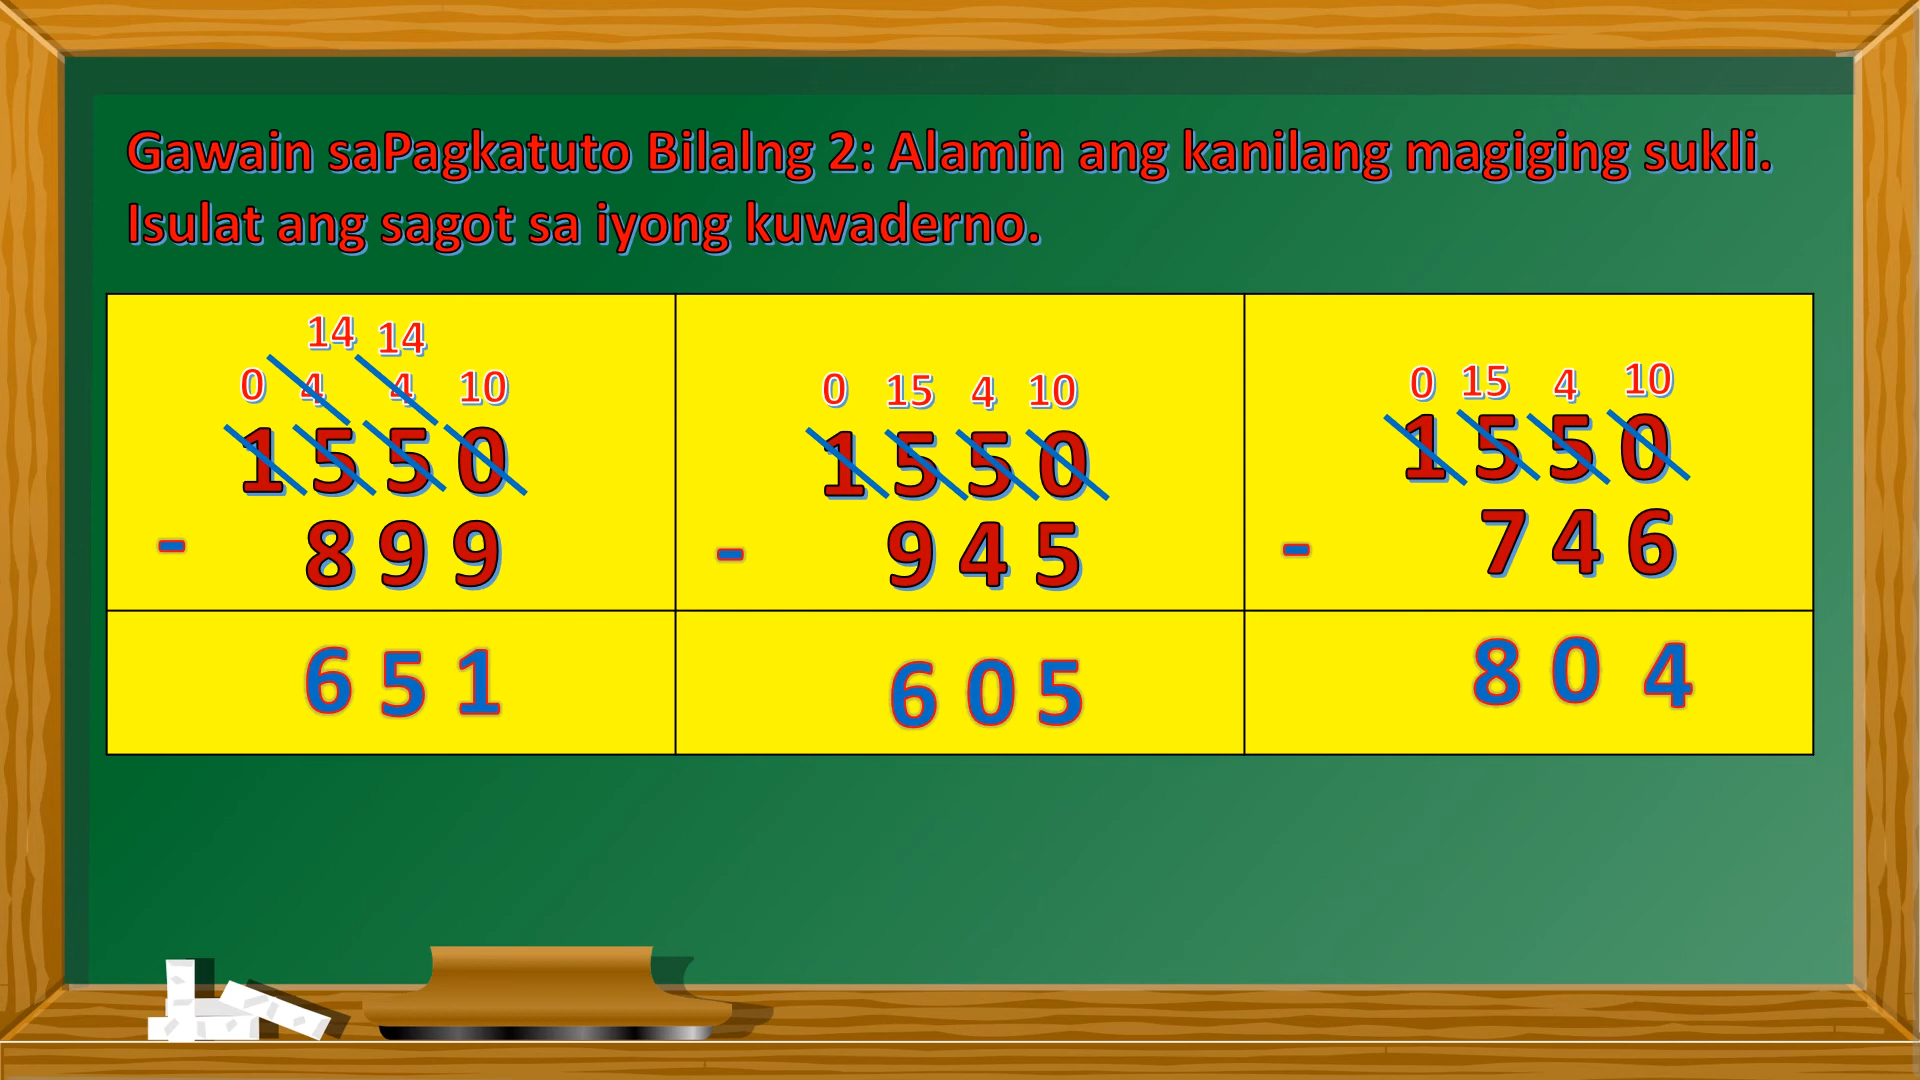 Gawain saPagkatuto Bilalng 2: Alamin ang kanilang magiging sukli.
Isulat ang sagot sa iyong kuwaderno.
14 14
0 4 4 10
1 5 5 0
- 8 9 9
6 5 1
0 15 4 10
1 5 5 0
- 9 4 5
6 0 5
0 15 4 10
1 5 5 0
- 7 4 6
8 0 4